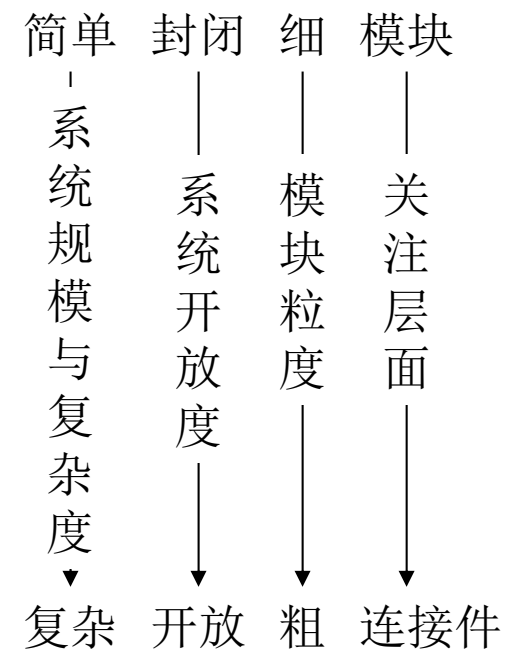 简单 封闭 细 模块
系统规模与复杂度
系统开放度
模块粒度
关注层面
复杂 开放 粗 连接件